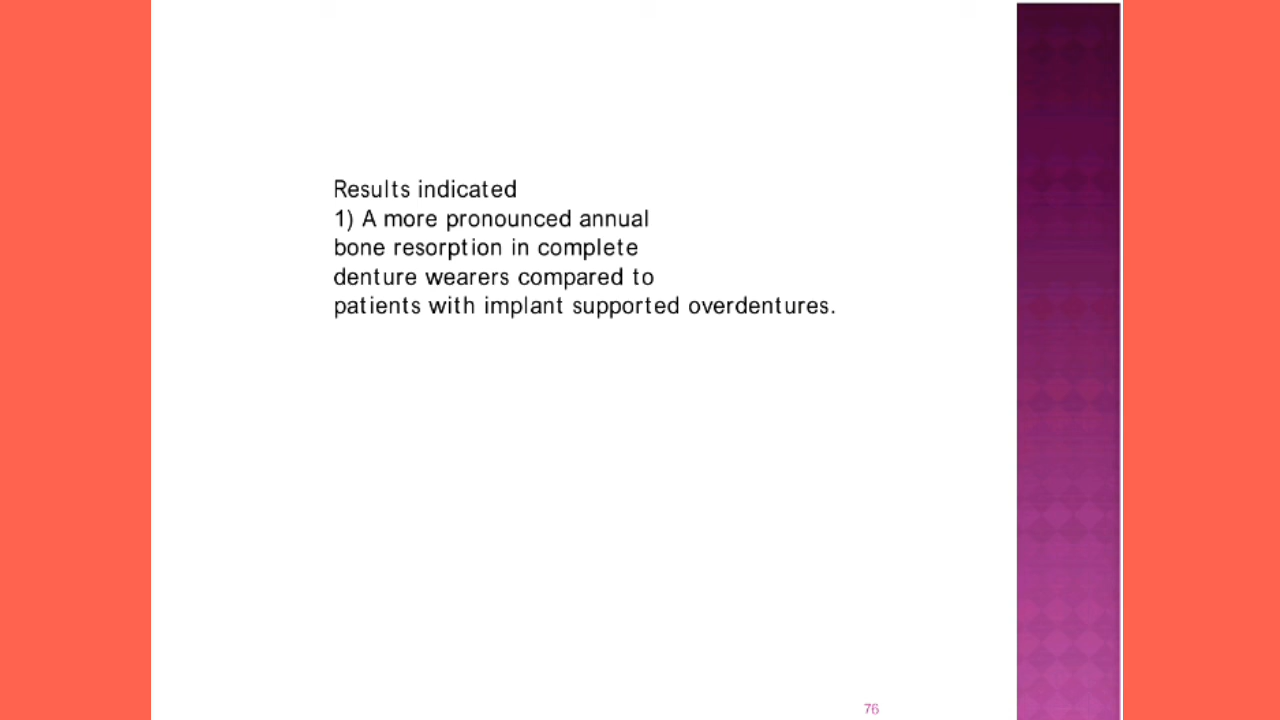 Results indicated
1) A more pronounced annual
bone resorption in complete
denture wearers compared to
patients with implant supported overdentures.
76